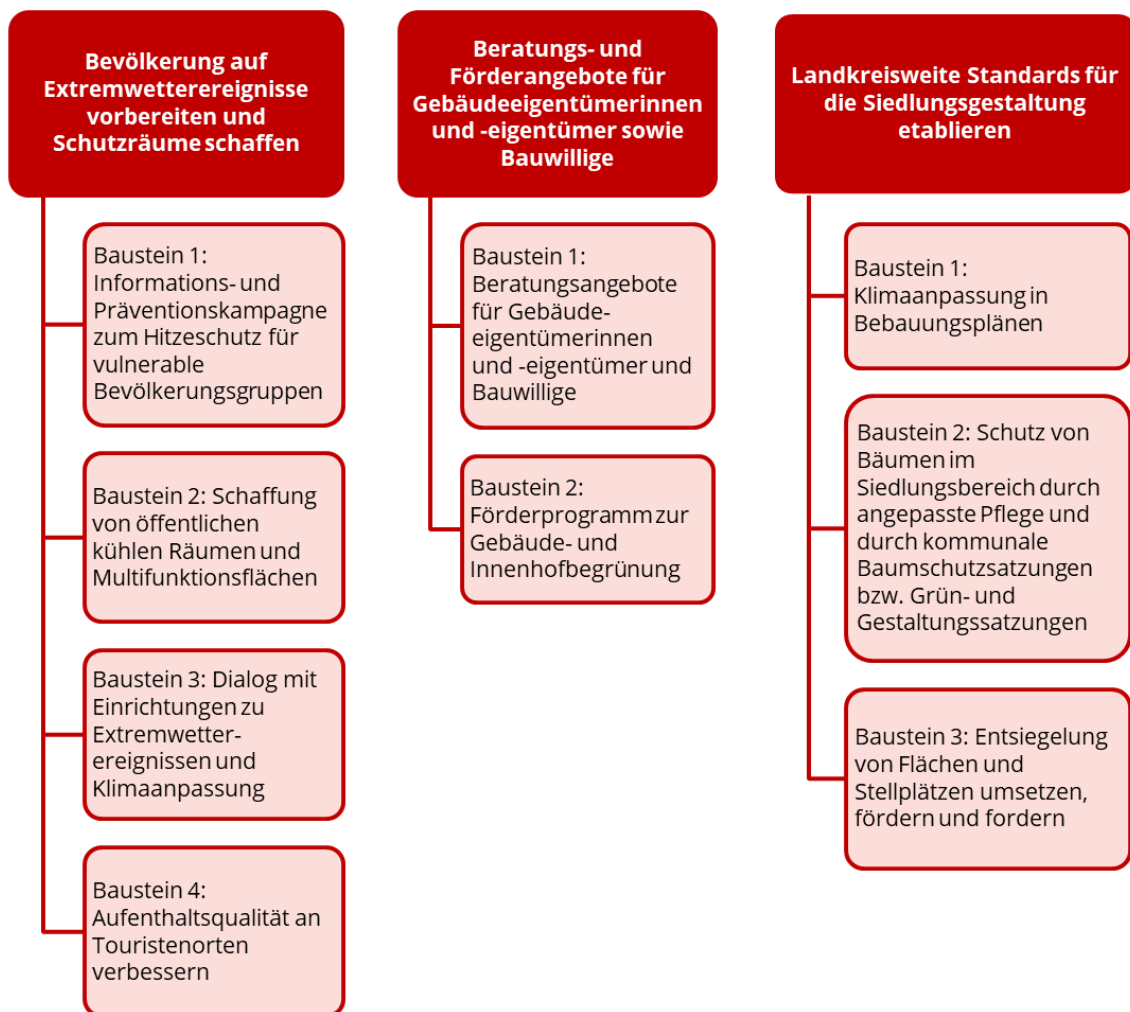 Bevölkerung auf
Extremwetterereignisse
vorbereiten und
Schutzräume schaffen
Baustein 1:
Informations- und
Präventionskampagne
zum Hitzeschutz für
vulnerable
Bevölkerungsgruppen
Baustein 2: Schaffung
von öffentlichen
kühlen Räumen und
Multifunktionsflächen
Baustein 3: Dialog mit
Einrichtungen zu
Extremwetter-
ereignissen und
Klimaanpassung
Baustein 4:
Aufenthaltsqualität an
Touristenorten
verbessern
Beratungs- und
Förderangebote für
Gebäudeeigentümerinnen
und -eigentümer sowie
Bauwillige
Baustein 1:
Beratungsangebote
für Gebäude-
eigentümerinnen
und -eigentümer und
Bauwillige
Baustein 2:
Förderprogramm zur
Gebäude- und
Innenhofbegrünung
Landkreisweite Standards für
die Siedlungsgestaltung
etablieren
Baustein 1:
Klimaanpassung in
Bebauungsplänen
Baustein 2: Schutz von
Bäumen im
Siedlungsbereich durch
angepasste Pflege und
durch kommunale
Baumschutzsatzungen
bzw. Grün- und
Gestaltungssatzungen
Baustein 3: Entsiegelung
von Flächen und
Stellplätzen umsetzen,
fördern und fordern